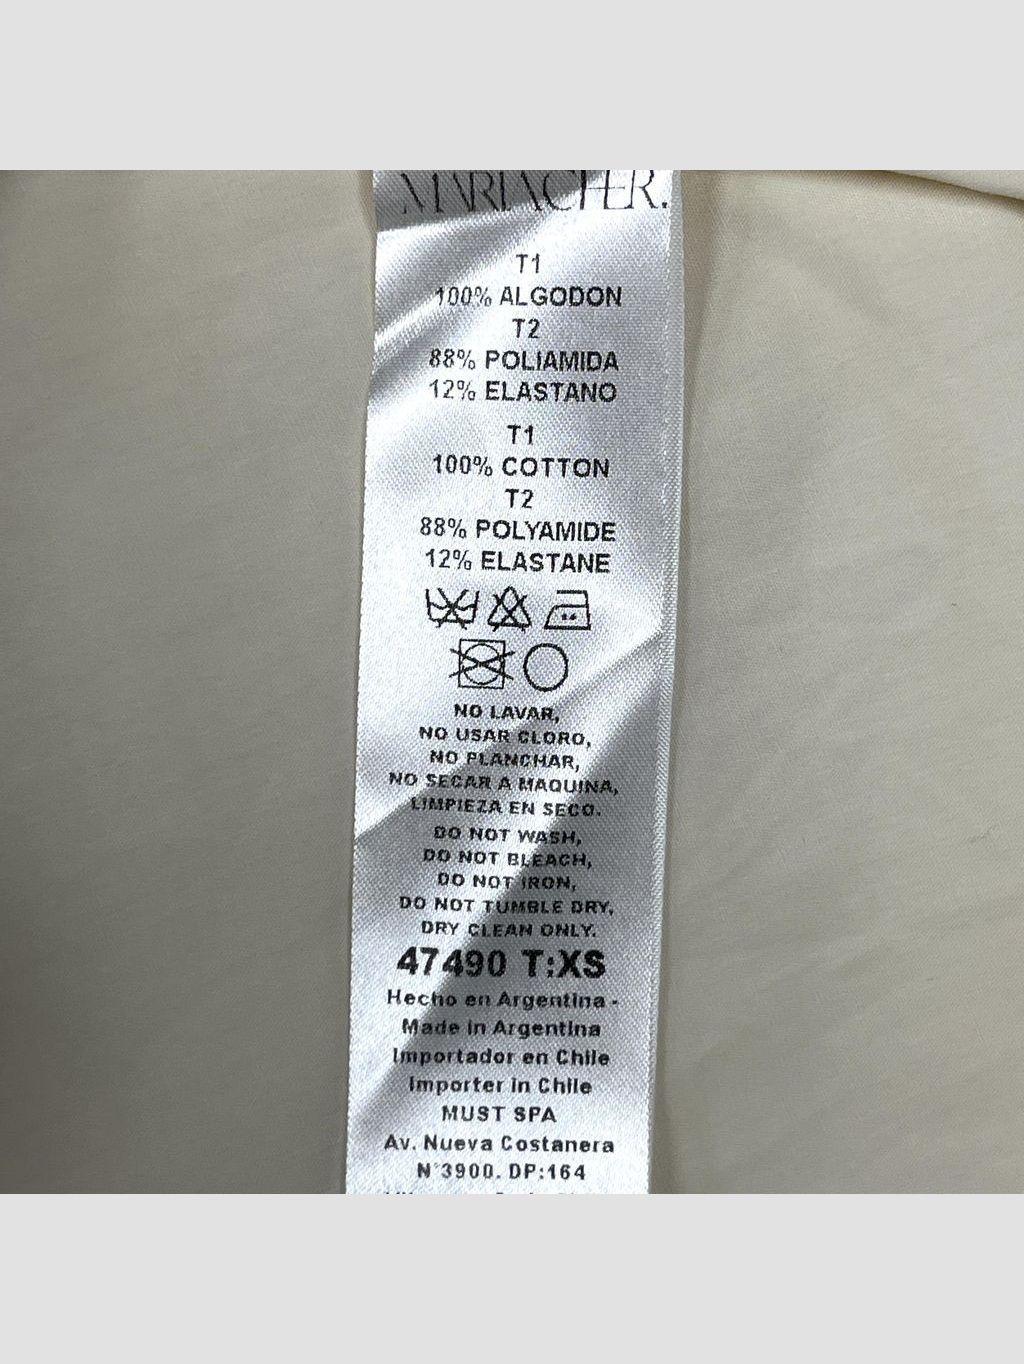 MARIACHER.
T1
100% ALGODON
T2
88% POLIAMIDA
12% ELASTANO
T1
100% COTTON
T2
88% POLYAMIDE
12% ELASTANE
NO LAVAR,
NO USAR CLORO,
NO PLANCHAR,
NO SECAR A MAQUINA,
LIMPIEZA EN SECO.
DO NOT WASH,
DO NOT BLEACH,
DO NOT IRON,
DO NOT TUMBLE DRY,
DRY CLEAN ONLY.
47490 T:XS
Hecho en Argentina -
Made in Argentina
Importador en Chile
Importer in Chile
MUST SPA
Av. Nueva Costanera
N°3900. DP:164